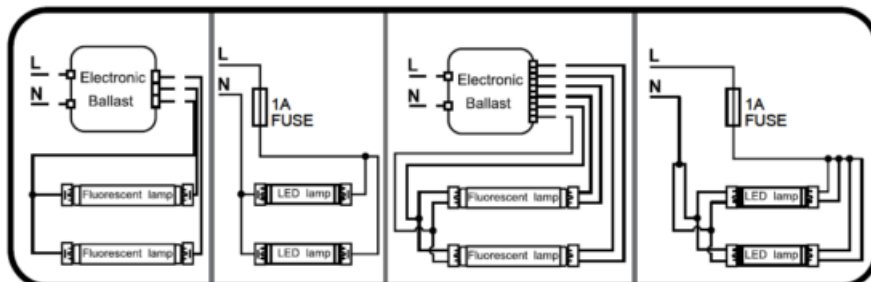 L
N
Electronic
Ballast
Fluorescent lamp
Fluorescent lamp
L
N
1A
FUSE
LED lamp
LED lamp
L
N
Electronic
Ballast
Fluorescent lamp
Fluorescent lamp
L
N
1A
FUSE
LED lamp
LED lamp